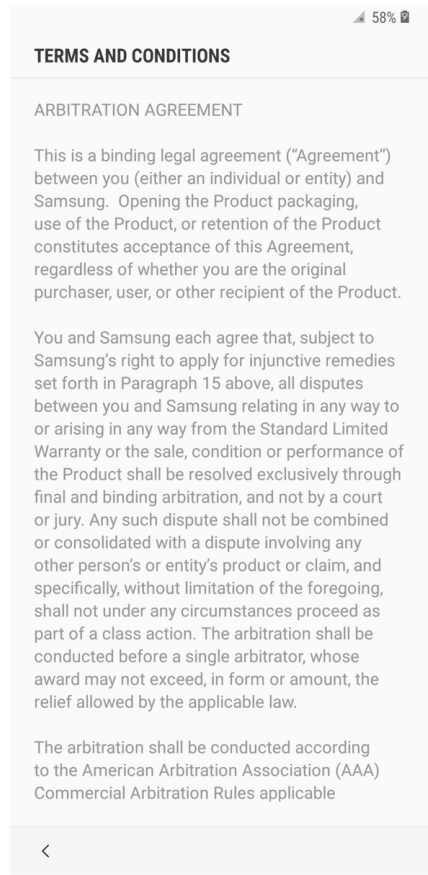 58%
TERMS AND CONDITIONS
ARBITRATION AGREEMENT
This is a binding legal agreement (“Agreement”)
between you (either an individual or entity) and
Samsung.  Opening the Product packaging,
use of the Product, or retention of the Product
constitutes acceptance of this Agreement,
regardless of whether you are the original
purchaser, user, or other recipient of the Product.
You and Samsung each agree that, subject to
Samsung’s right to apply for injunctive remedies
set forth in Paragraph 15 above, all disputes
between you and Samsung relating in any way to
or arising in any way from the Standard Limited
Warranty or the sale, condition or performance of
the Product shall be resolved exclusively through
final and binding arbitration, and not by a court
or jury. Any such dispute shall not be combined
or consolidated with a dispute involving any
other person’s or entity’s product or claim, and
specifically, without limitation of the foregoing,
shall not under any circumstances proceed as
part of a class action. The arbitration shall be
conducted before a single arbitrator, whose
award may not exceed, in form or amount, the
relief allowed by the applicable law.
The arbitration shall be conducted according
to the American Arbitration Association (AAA)
Commercial Arbitration Rules applicable